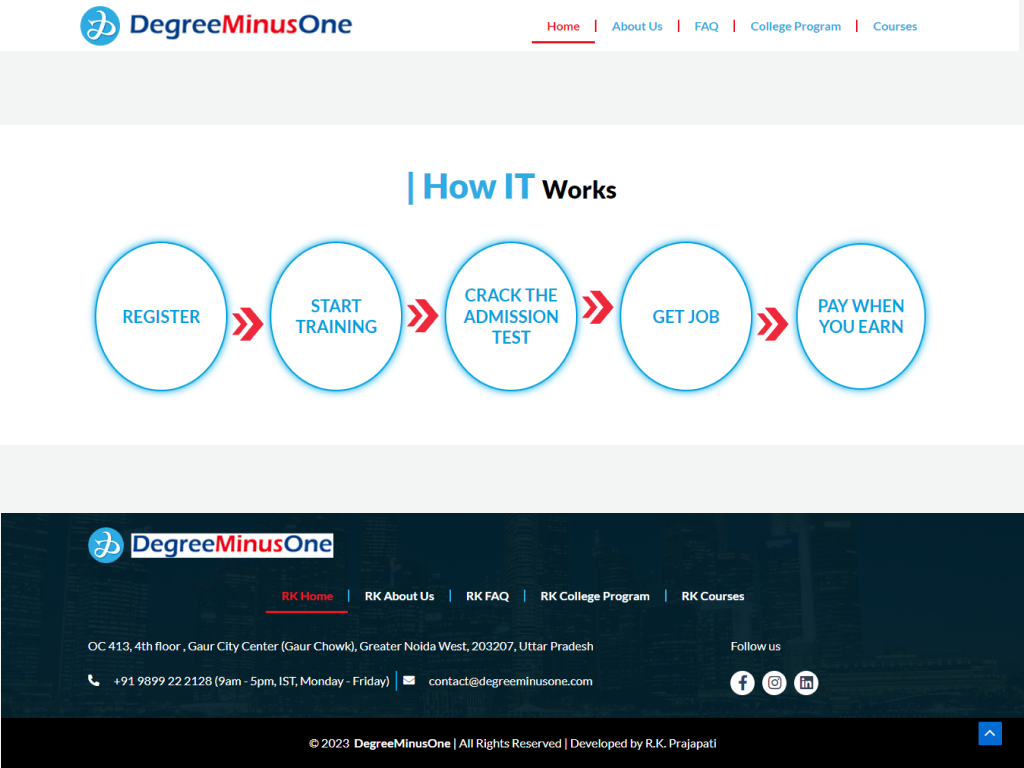 DegreeMinusOne
Home | About Us | FAQ | College Program | Courses
| How IT Works
REGISTER
START
TRAINING
CRACK THE
ADMISSION
TEST
GET JOB
PAY WHEN
YOU EARN
DegreeMinusOne
RK Home | RK About Us | RK FAQ | RK College Program | RK Courses
OC 413, 4th floor , Gaur City Center (Gaur Chowk), Greater Noida West, 203207, Uttar Pradesh
Follow us
+91 9899 22 2128 (9am - 5pm, IST, Monday - Friday) | contact@degreeminusone.com
© 2023 DegreeMinusOne | All Rights Reserved | Developed by R.K. Prajapati